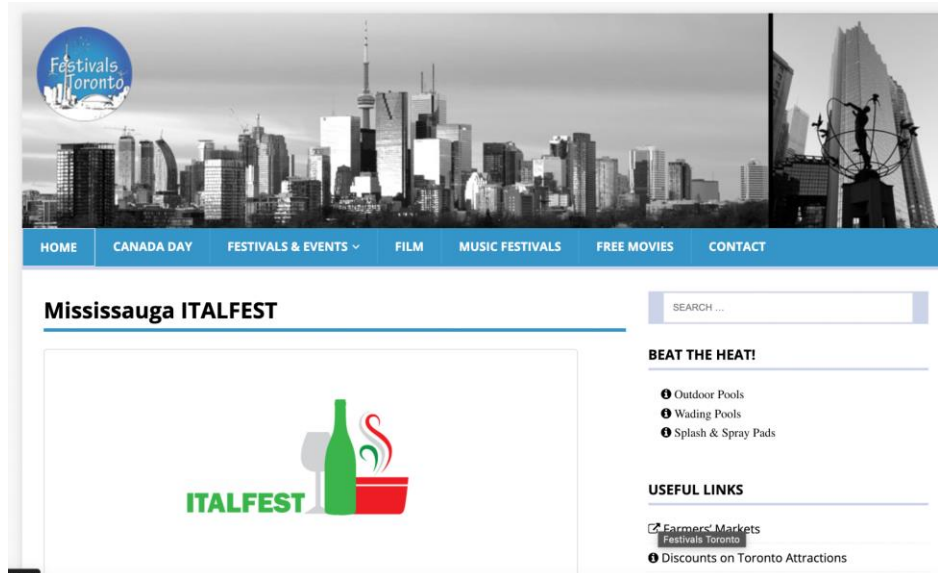 Festivals
Toronto
HOME CANADA DAY FESTIVALS & EVENTS FILM MUSIC FESTIVALS FREE MOVIES CONTACT
Mississauga ITALFEST
ITALFEST
SEARCH ...
BEAT THE HEAT!
Outdoor Pools
Wading Pools
Splash & Spray Pads
USEFUL LINKS
Farmers' Markets
Festivals Toronto
Discounts on Toronto Attractions